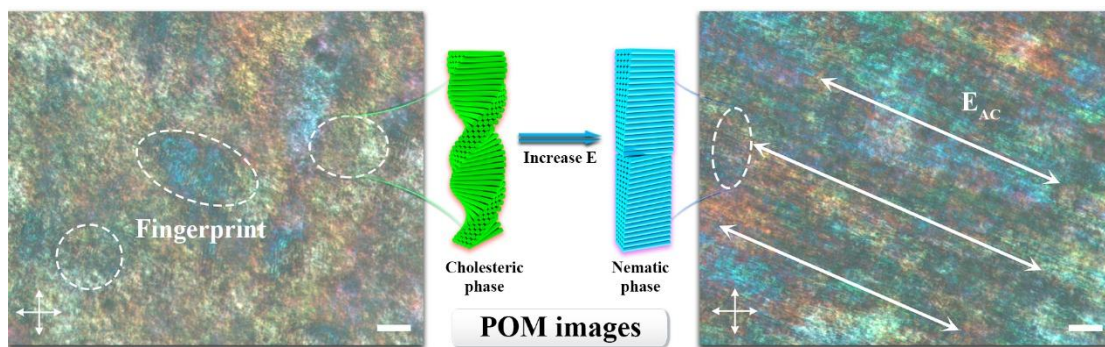 Fingerprint
Cholesteric
phase
Increase E
Nematic
phase
POM images
E_AC